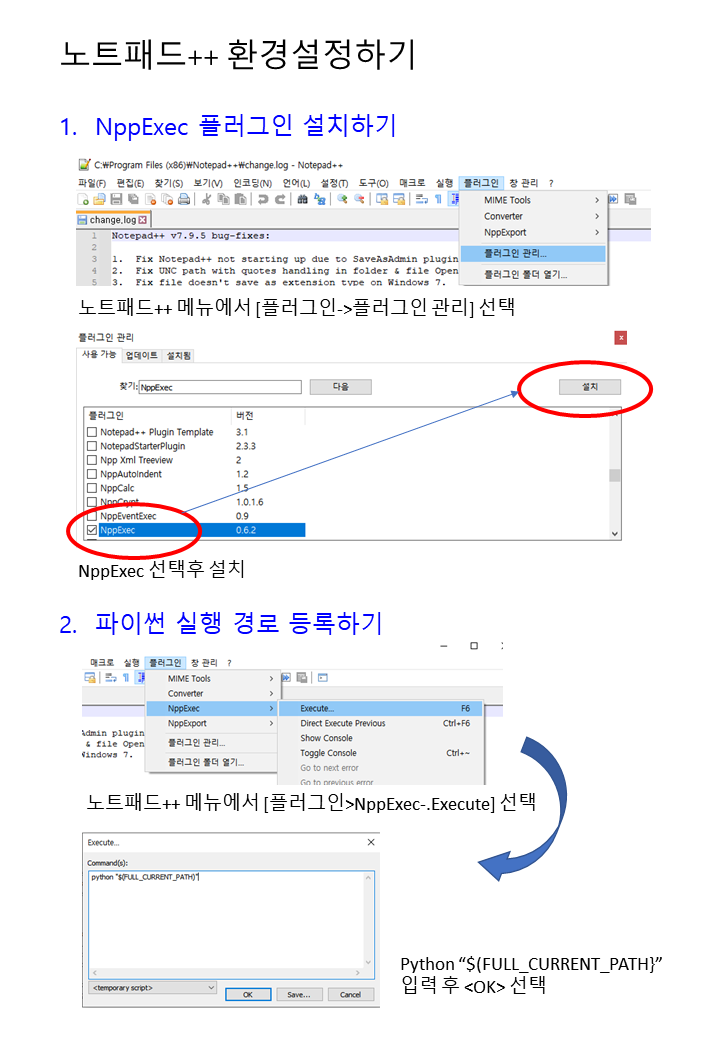 노트패드++ 환경설정하기
1. NppExec 플러그인 설치하기
C:₩Program Files (x86)₩Notepad++₩change.log - Notepad++
파일(F) 편집(E) 찾기(S) 보기(V) 인코딩(N) 언어(L) 설정(T) 도구(O) 매크로 실행 플러그인 창 관리 ?
MIME Tools >
Converter >
NppExport >
플러그인 관리...
플러그인 폴더 열기...
change.log
1 Notepad++ v7.9.5 bug-fixes:
2
3 1. Fix Notepad++ not starting up due to SaveAsAdmin plugin
4 2. Fix UNC path with quotes handling in folder & file Open
5 3. Fix file doesn't save as extension type on Windows 7.
노트패드++ 메뉴에서 [플러그인->플러그인 관리] 선택
플러그인 관리 x
사용 가능 업데이트 설치됨
찾기: NppExec 다음 설치
플러그인 버전
Notepad++ Plugin Template 3.1
NotepadStarterPlugin 2.3.3
Npp Xml Treeview 2
NppAutoIndent 1.2
NppCalc 1.5
NppCrypt 1.0.1.6
NppEventExec 0.9
NppExec 0.6.2
NppExec 선택후 설치
2. 파이썬 실행 경로 등록하기
매크로 실행 플러그인 창 관리 ?
MIME Tools >
Converter >
NppExec >
NppExport >
플러그인 관리...
플러그인 폴더 열기...
Execute... F6
Direct Execute Previous Ctrl+F6
Show Console
Toggle Console Ctrl+~
Go to next error
Go to previous error
Admin plugin
& file Open
Windows 7.
노트패드++ 메뉴에서 [플러그인>NppExec-.Execute] 선택
Execute...
Command(s):
python "$(FULL_CURRENT_PATH)"
<temporary script> OK Save... Cancel
Python “$(FULL_CURRENT_PATH}”
입력 후 <OK> 선택